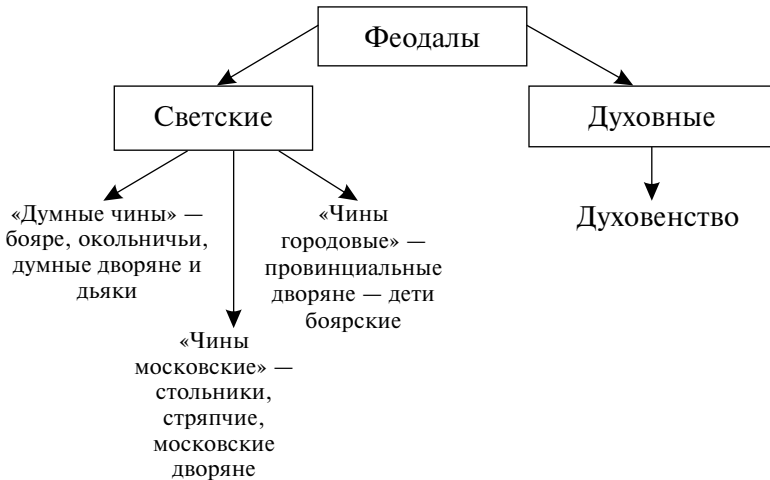 Феодалы
Светские
Духовные
«Думные чины» —
бояре, окольничьи,
думные дворяне и
дьяки
«Чины
городовые» —
провинциальные
дворяне — дети
боярские
Духовенство
«Чины
московские» —
стольники,
стряпчие,
московские
дворяне